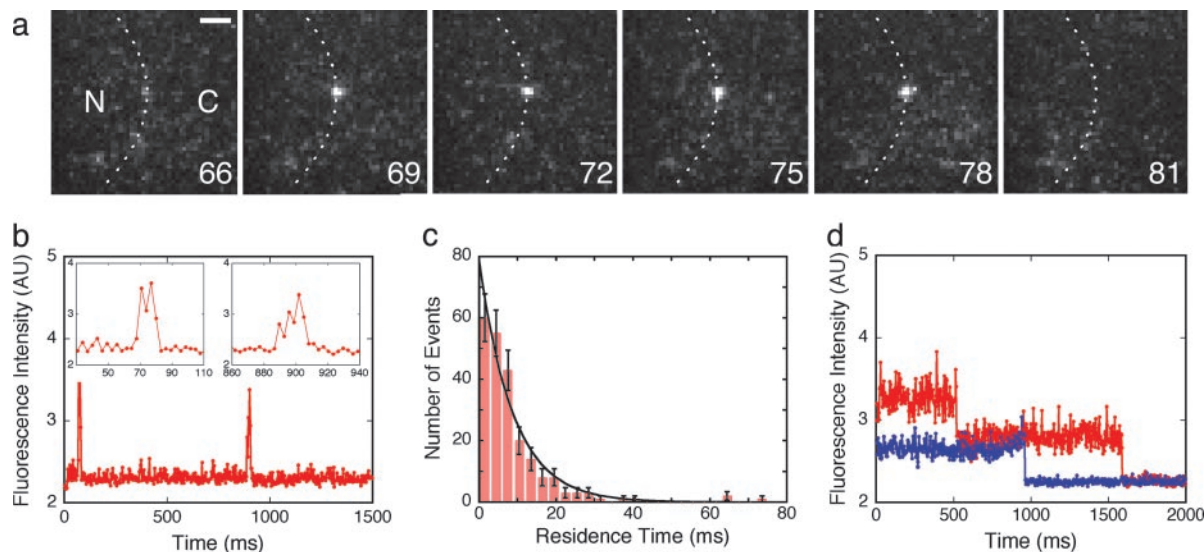 a
N C
66
69
72
75
78
81
b
Fluorescence Intensity (AU)
5
4
3
2
4
3
2
50 70 90 110
4
3
2
860 880 900 920 940
0 500 1000 1500
Time (ms)
c
Number of Events
80
60
40
20
0
0 20 40 60 80
Residence Time (ms)
d
Fluorescence Intensity (AU)
5
4
3
2
0 500 1000 1500 2000
Time (ms)